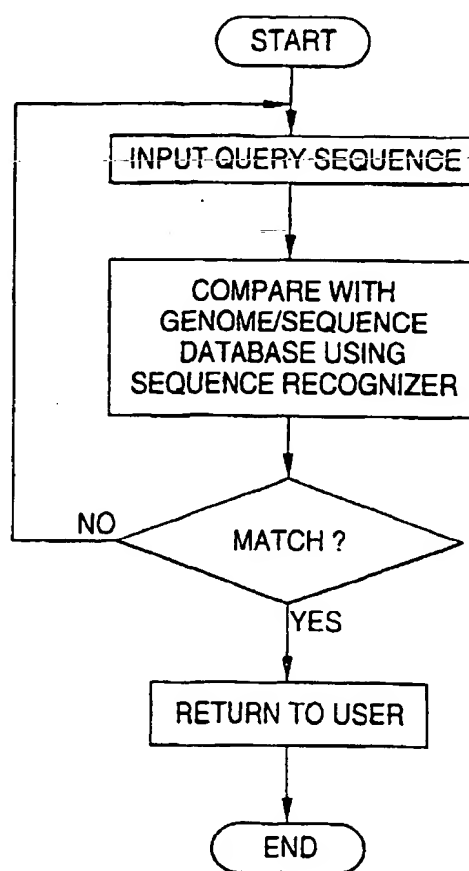 START
INPUT QUERY SEQUENCE
COMPARE WITH
GENOME/SEQUENCE
DATABASE USING
SEQUENCE RECOGNIZER
NO
MATCH ?
YES
RETURN TO USER
END